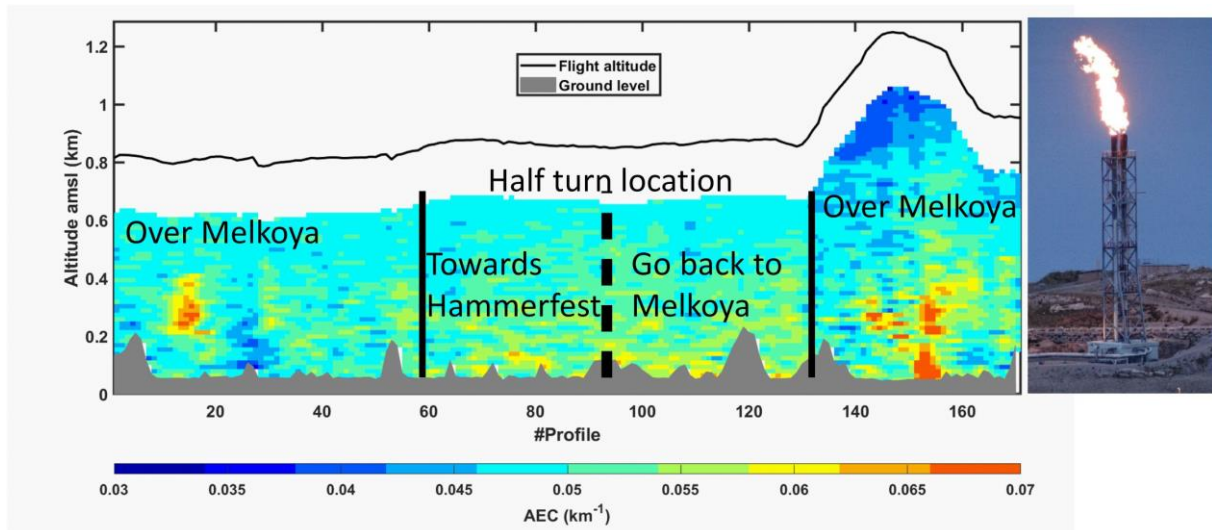 1.2
1
0.8
0.6
0.4
0.2
0
Altitude amsl (km)
Flight altitude
Ground level
Half turn location
Over Melkoya
Over Melkoya
Towards
Hammerfest
Go back to
Melkoya
20 40 60 80 100 120 140 160
#Profile
0.03 0.035 0.04 0.045 0.05 0.055 0.06 0.065 0.07
AEC (km⁻¹)